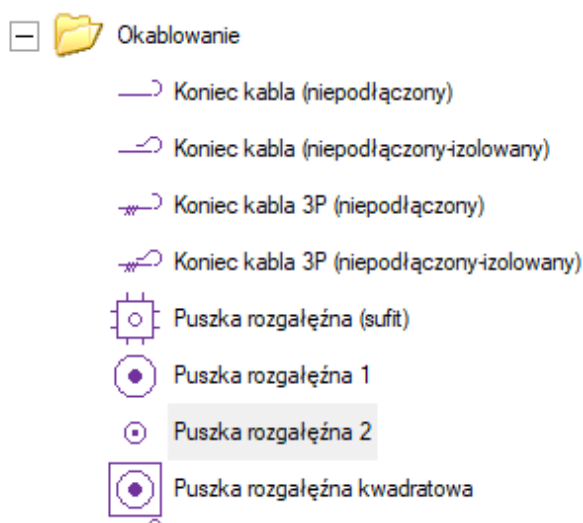 Okablowanie
Koniec kabla (niepodłączony)
Koniec kabla (niepodłączony-izolowany)
Koniec kabla 3P (niepodłączony)
Koniec kabla 3P (niepodłączony-izolowany)
Puszka rozgałęźna (sufit)
Puszka rozgałęźna 1
Puszka rozgałęźna 2
Puszka rozgałęźna kwadratowa